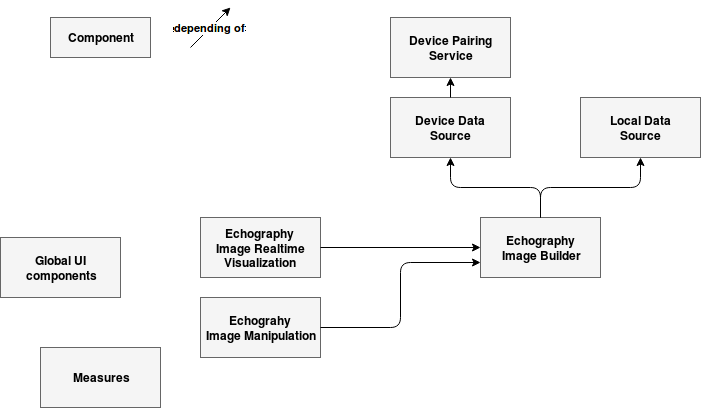 Component
depending of:
Device Pairing
Service
Device Data
Source
Local Data
Source
Echography
Image Realtime
Visualization
Echography
Image Builder
Global UI
components
Echograhy
Image Manipulation
Measures